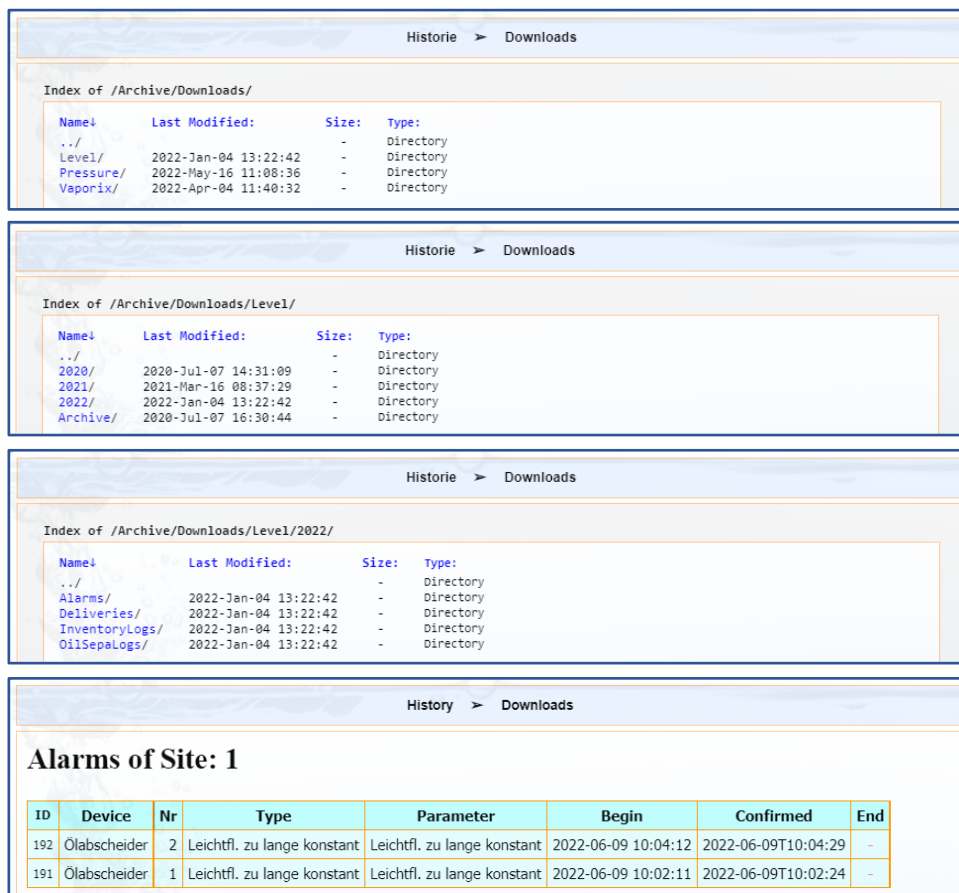 Historie ➢ Downloads
Index of /Archive/Downloads/
Name↓ Last Modified: Size: Type:
../ - Directory
Level/ 2022-Jan-04 13:22:42 - Directory
Pressure/ 2022-May-16 11:08:36 - Directory
Vaporix/ 2022-Apr-04 11:40:32 - Directory
Historie ➢ Downloads
Index of /Archive/Downloads/Level/
Name↓ Last Modified: Size: Type:
../ - Directory
2020/ 2020-Jul-07 14:31:09 - Directory
2021/ 2021-Mar-16 08:37:29 - Directory
2022/ 2022-Jan-04 13:22:42 - Directory
Archive/ 2020-Jul-07 16:30:44 - Directory
Historie ➢ Downloads
Index of /Archive/Downloads/Level/2022/
Name↓ Last Modified: Size: Type:
../ - Directory
Alarms/ 2022-Jan-04 13:22:42 - Directory
Deliveries/ 2022-Jan-04 13:22:42 - Directory
InventoryLogs/ 2022-Jan-04 13:22:42 - Directory
OilSepaLogs/ 2022-Jan-04 13:22:42 - Directory
History ➢ Downloads
Alarms of Site: 1
ID Device Nr Type Parameter Begin Confirmed End
192 Ölabscheider 2 Leichtfl. zu lange konstant Leichtfl. zu lange konstant 2022-06-09 10:04:12 2022-06-09T10:04:29 -
191 Ölabscheider 1 Leichtfl. zu lange konstant Leichtfl. zu lange konstant 2022-06-09 10:02:11 2022-06-09T10:02:24 -